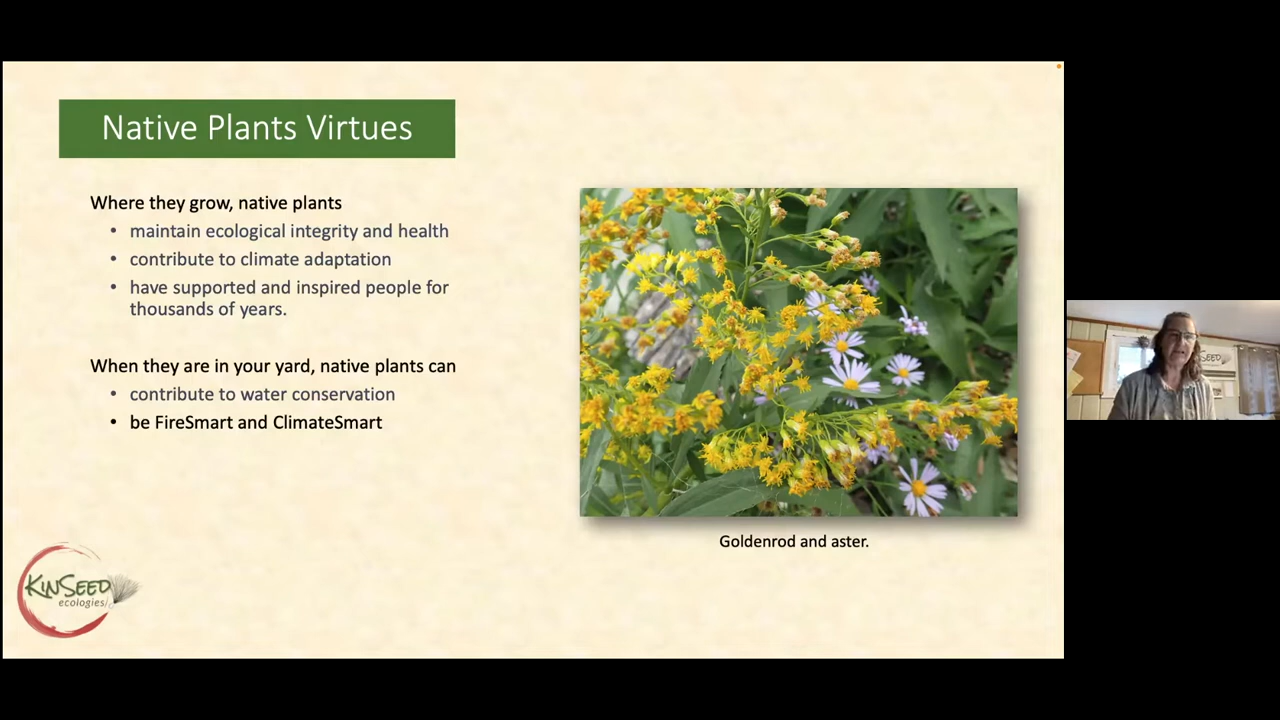 Native Plants Virtues
Where they grow, native plants
• maintain ecological integrity and health
• contribute to climate adaptation
• have supported and inspired people for
thousands of years.
When they are in your yard, native plants can
• contribute to water conservation
• be FireSmart and ClimateSmart
Goldenrod and aster.
KINSEED
ecologies
SEED